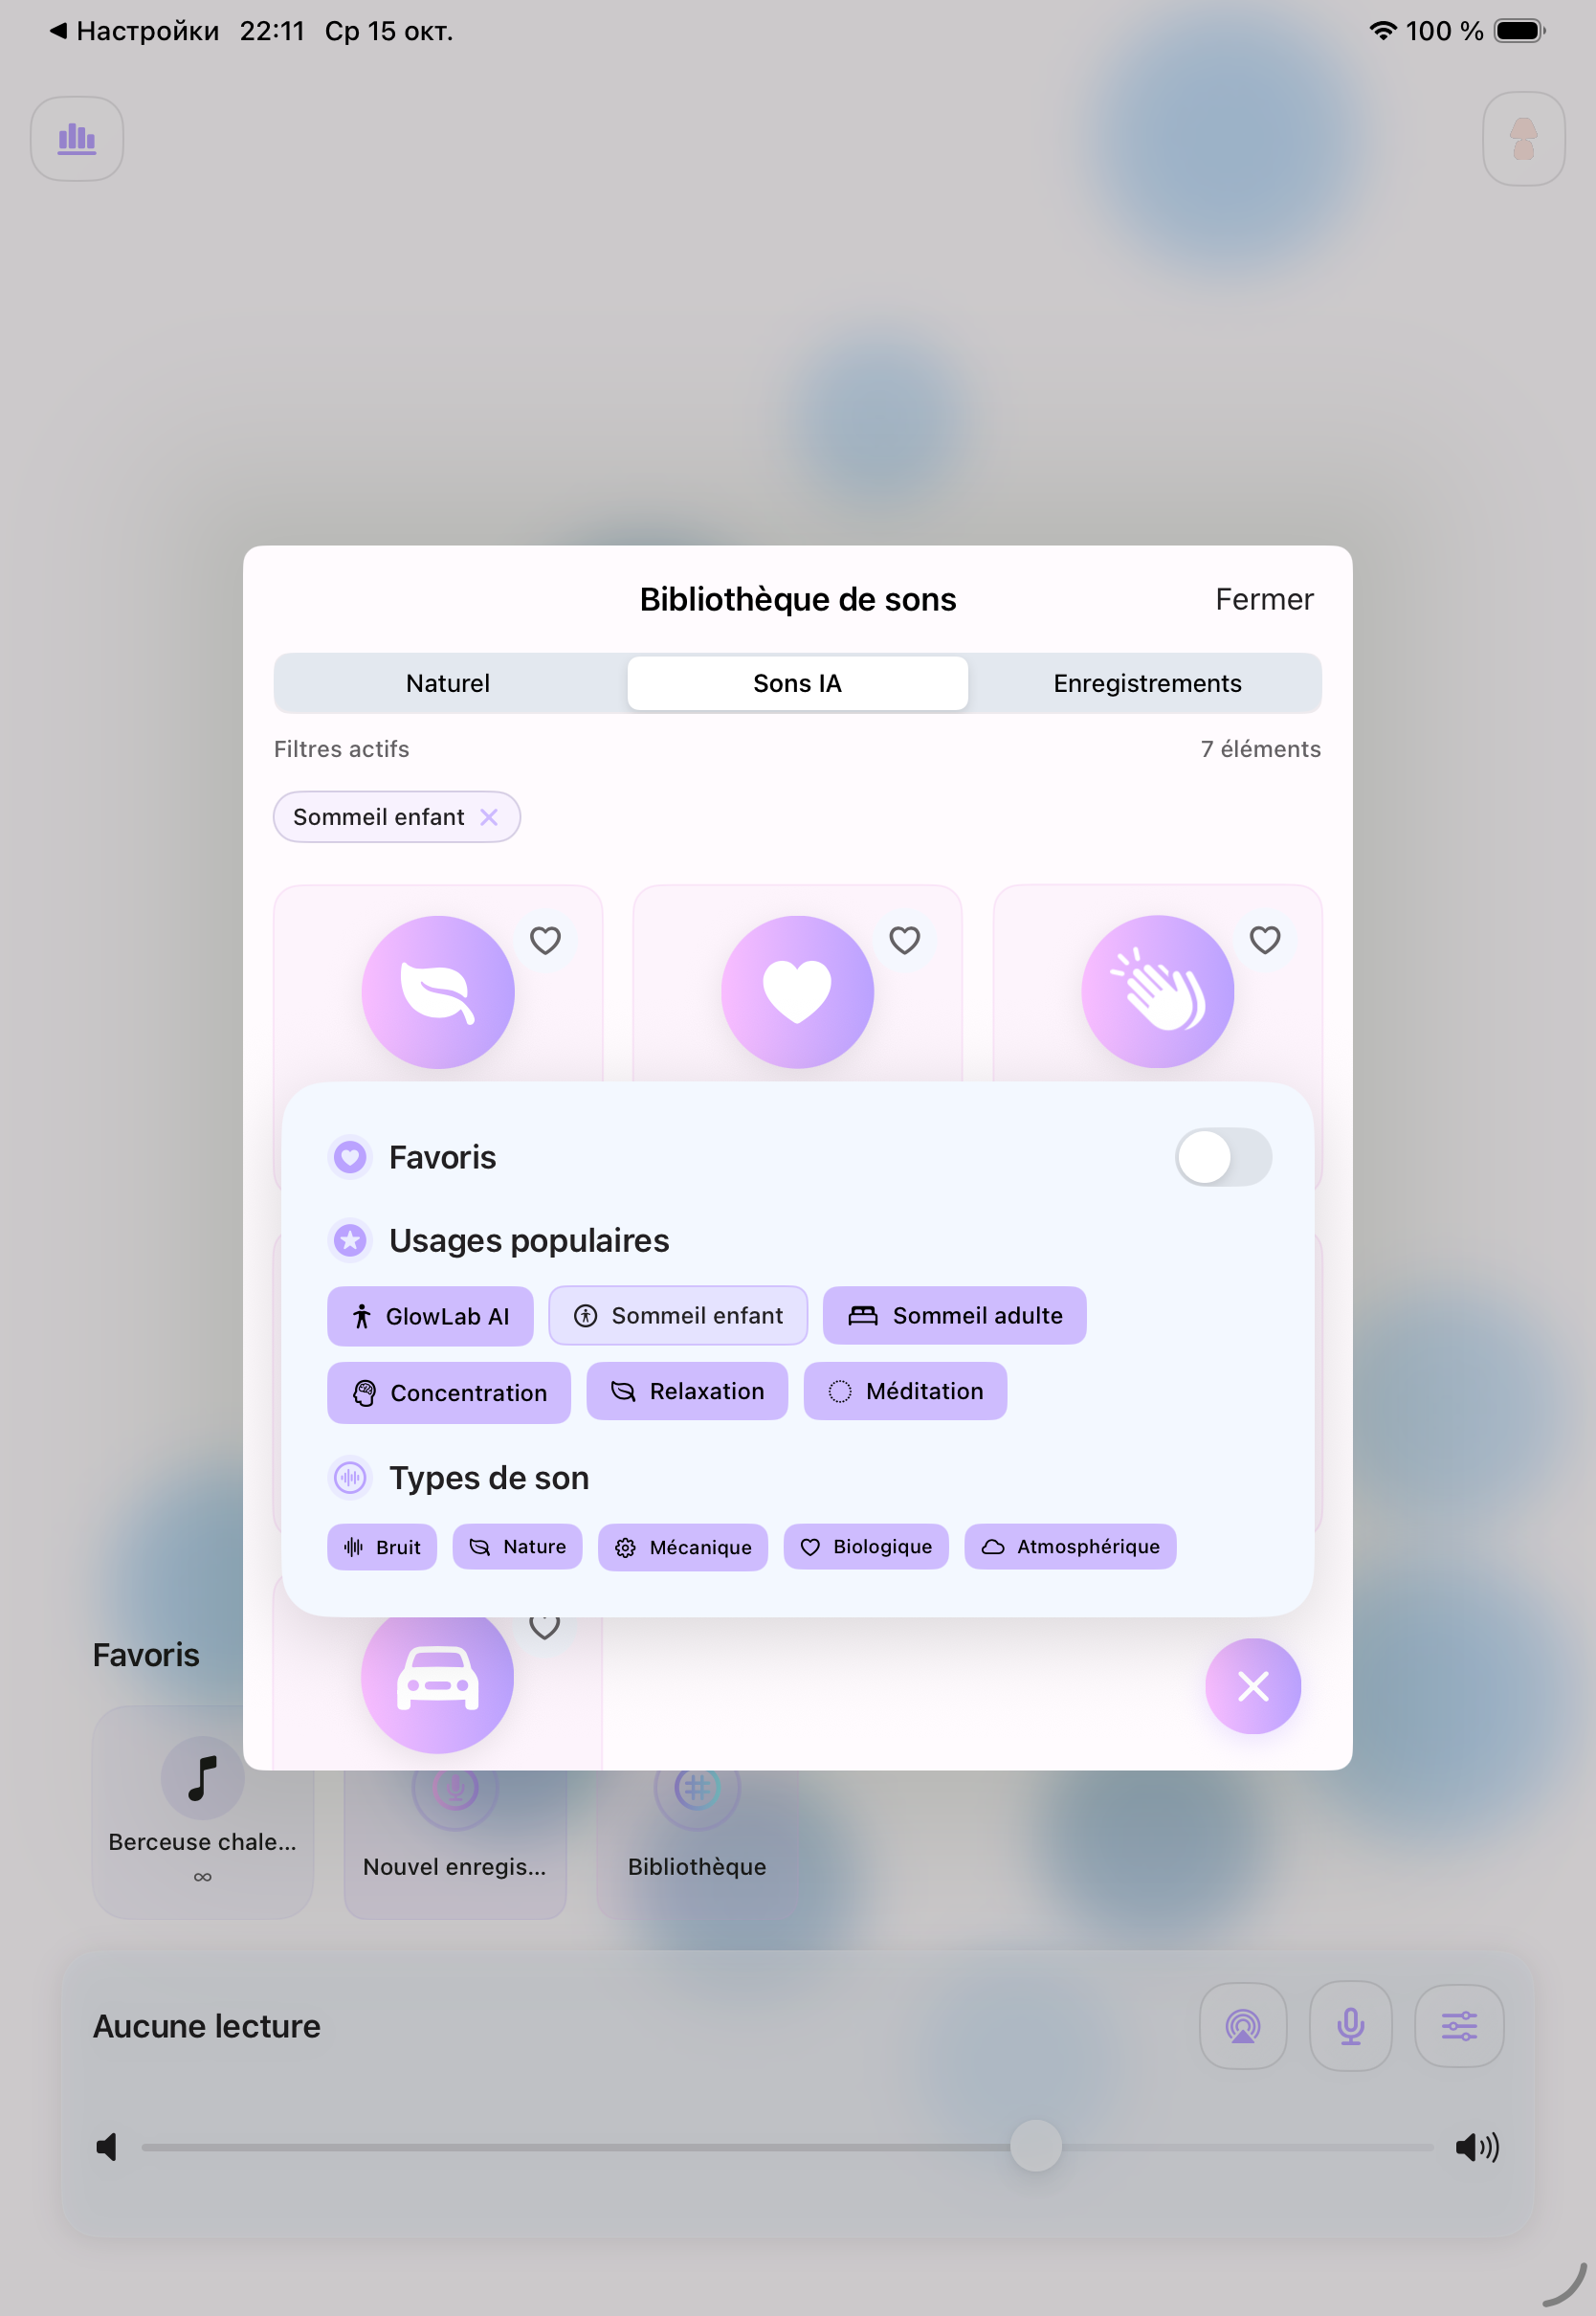 Настройки 22:11 Ср 15 окт. 100 %
Bibliothèque de sons Fermer
Naturel Sons IA Enregistrements
Filtres actifs 7 éléments
Sommeil enfant
Favoris
Usages populaires
GlowLab AI Sommeil enfant Sommeil adulte
Concentration Relaxation Méditation
Types de son
Bruit Nature Mécanique Biologique Atmosphérique
Favoris
Berceuse chale...
∞
Nouvel enregis...
Bibliothèque
Aucune lecture